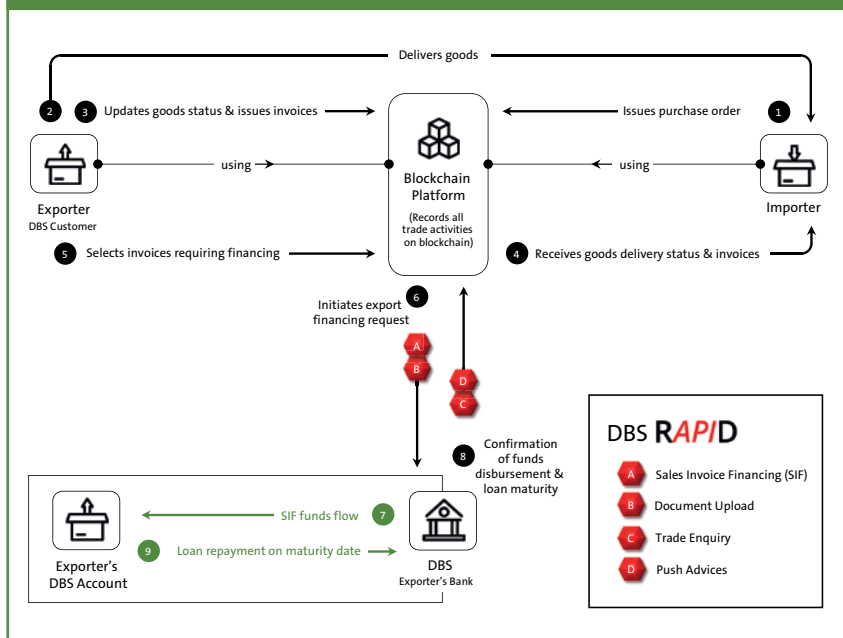 Delivers goods
2
3
Updates goods status & issues invoices
Issues purchase order
1
using
using
Blockchain
Platform
(Records all
trade activities
on blockchain)
Exporter
DBS Customer
Importer
5
Selects invoices requiring financing
4
Receives goods delivery status & invoices
6
Initiates export
financing request
A
B
D
C
8
Confirmation
of funds
disbursement &
loan maturity
DBS RAPID
A
Sales Invoice Financing (SIF)
B
Document Upload
C
Trade Enquiry
D
Push Advices
SIF funds flow
7
9
Loan repayment on maturity date
Exporter's
DBS Account
DBS
Exporter's Bank